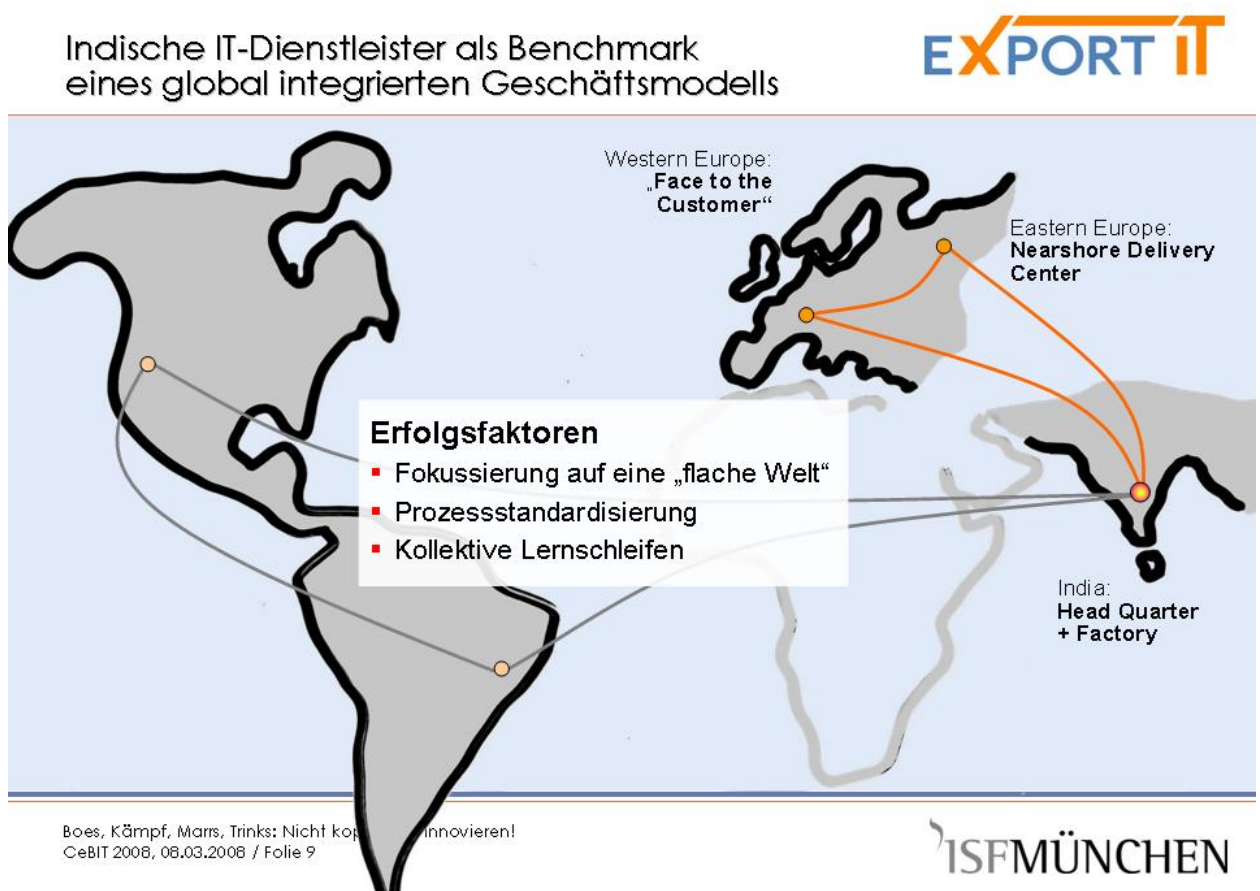 Indische IT-Dienstleister als Benchmark
eines global integrierten Geschäftsmodells
EXPORT iT
Western Europe:
„Face to the
Customer“
Eastern Europe:
Nearshore Delivery
Center
Erfolgsfaktoren
▪ Fokussierung auf eine „flache Welt“
▪ Prozessstandardisierung
▪ Kollektive Lernschleifen
India:
Head Quarter
+ Factory
Boes, Kämpf, Marrs, Trinks: Nicht innovieren!
CeBIT 2008, 08.03.2008 / Folie 9
ISFMÜNCHEN